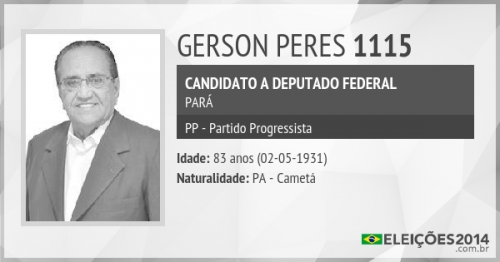 GERSON PERES 1115
CANDIDATO A DEPUTADO FEDERAL
PARÁ
PP - Partido Progressista
Idade: 83 anos (02-05-1931)
Naturalidade: PA - Cametá
ELEIÇÕES2014
.com.br